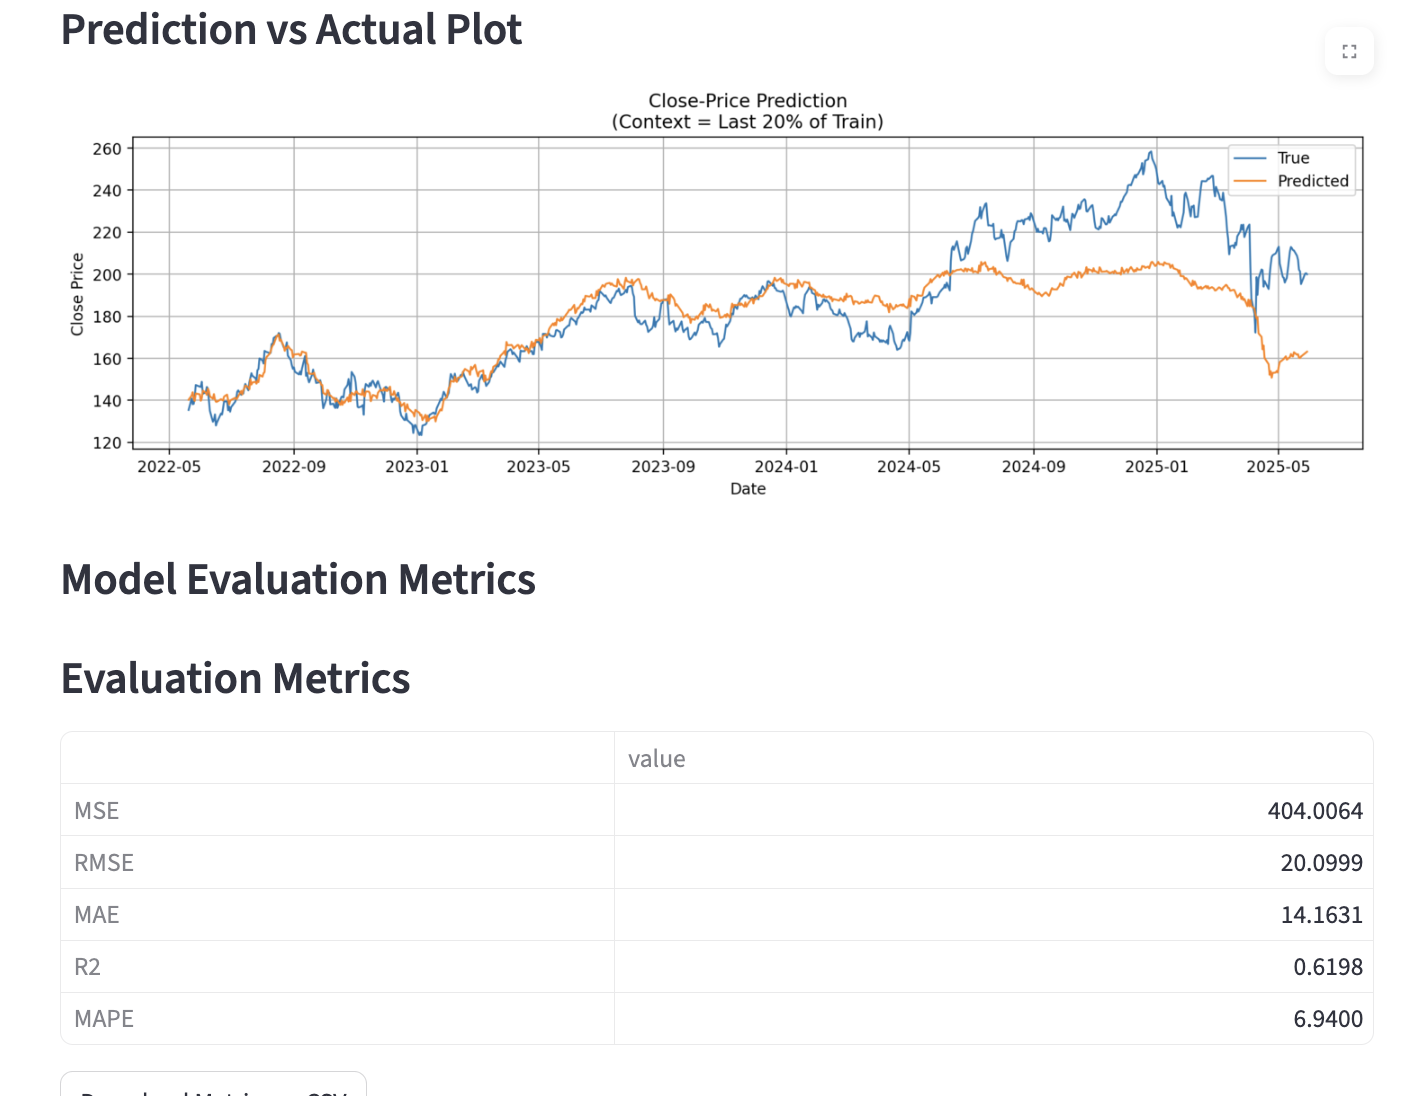 Prediction vs Actual Plot
Close-Price Prediction
(Context = Last 20% of Train)
True
Predicted
Close Price
260
240
220
200
180
160
140
120
2022-05 2022-09 2023-01 2023-05 2023-09 2024-01 2024-05 2024-09 2025-01 2025-05
Date
Model Evaluation Metrics
Evaluation Metrics
value
MSE 404.0064
RMSE 20.0999
MAE 14.1631
R2 0.6198
MAPE 6.9400